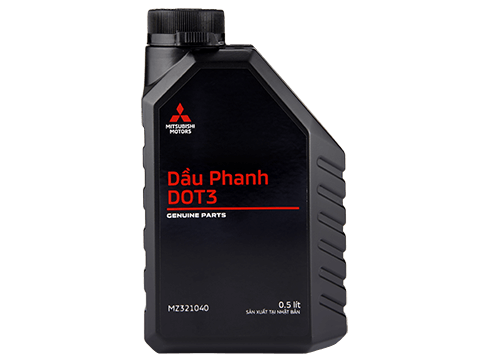 MITSUBISHI
MOTORS
Dầu Phanh
DOT3
GENUINE PARTS
MZ321040
0.5 lít
SẢN XUẤT TẠI NHẬT BẢN